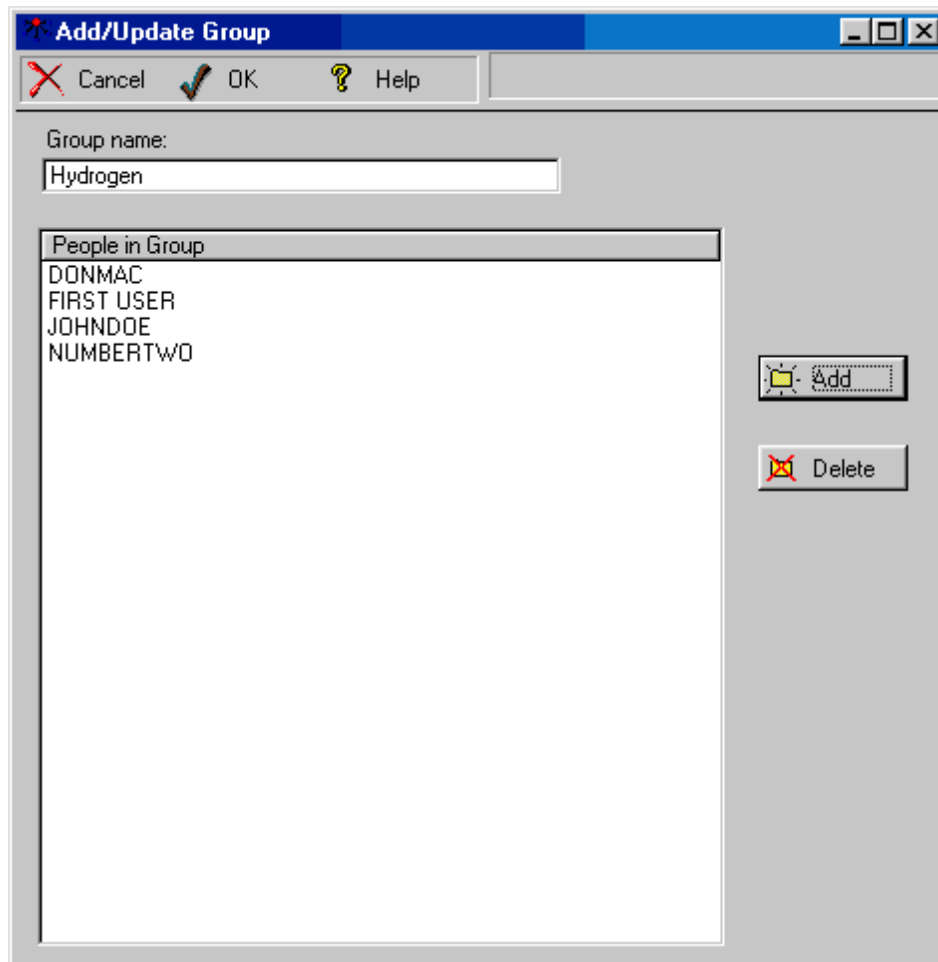 Add/Update Group
Cancel OK Help
Group name:
Hydrogen
People in Group
DONMAC
FIRST USER
JOHNDOE
NUMBERTWO
Add
Delete